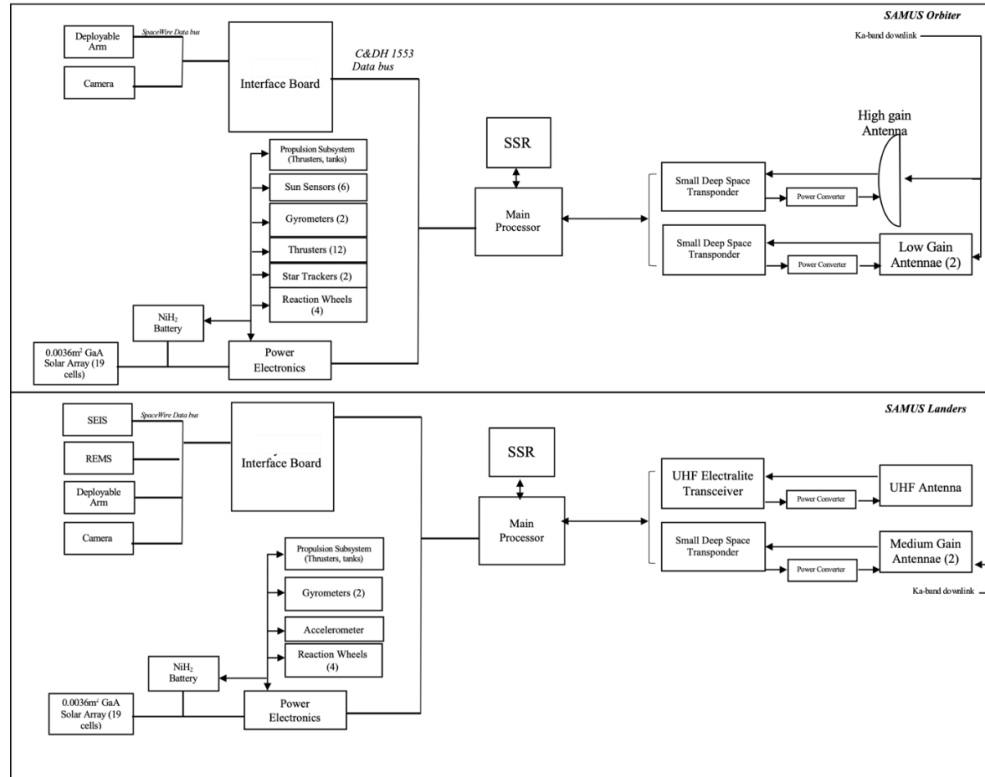 SAMUS Orbiter
Ka-band downlink
Deployable
Arm
SpaceWire Data bus
Camera
Interface Board
C&DH 1553
Data bus
Propulsion Subsystem
(Thrusters, tanks)
Sun Sensors (6)
Gyrometers (2)
Thrusters (12)
Star Trackers (2)
Reaction Wheels
(4)
NiH2
Battery
0.0036m2 GaA
Solar Array (19
cells)
Power
Electronics
SSR
Main
Processor
Small Deep Space
Transponder
Power Converter
High gain
Antenna
Small Deep Space
Transponder
Power Converter
Low Gain
Antennae (2)
SAMUS Landers
SEIS
SpaceWire Data bus
REMS
Deployable
Arm
Camera
Interface Board
Propulsion Subsystem
(Thrusters, tanks)
Gyrometers (2)
Accelerometer
Reaction Wheels
(4)
NiH2
Battery
0.0036m2 GaA
Solar Array (19
cells)
Power
Electronics
SSR
Main
Processor
UHF Electralite
Transceiver
Power Converter
UHF Antenna
Small Deep Space
Transponder
Power Converter
Medium Gain
Antennae (2)
Ka-band downlink